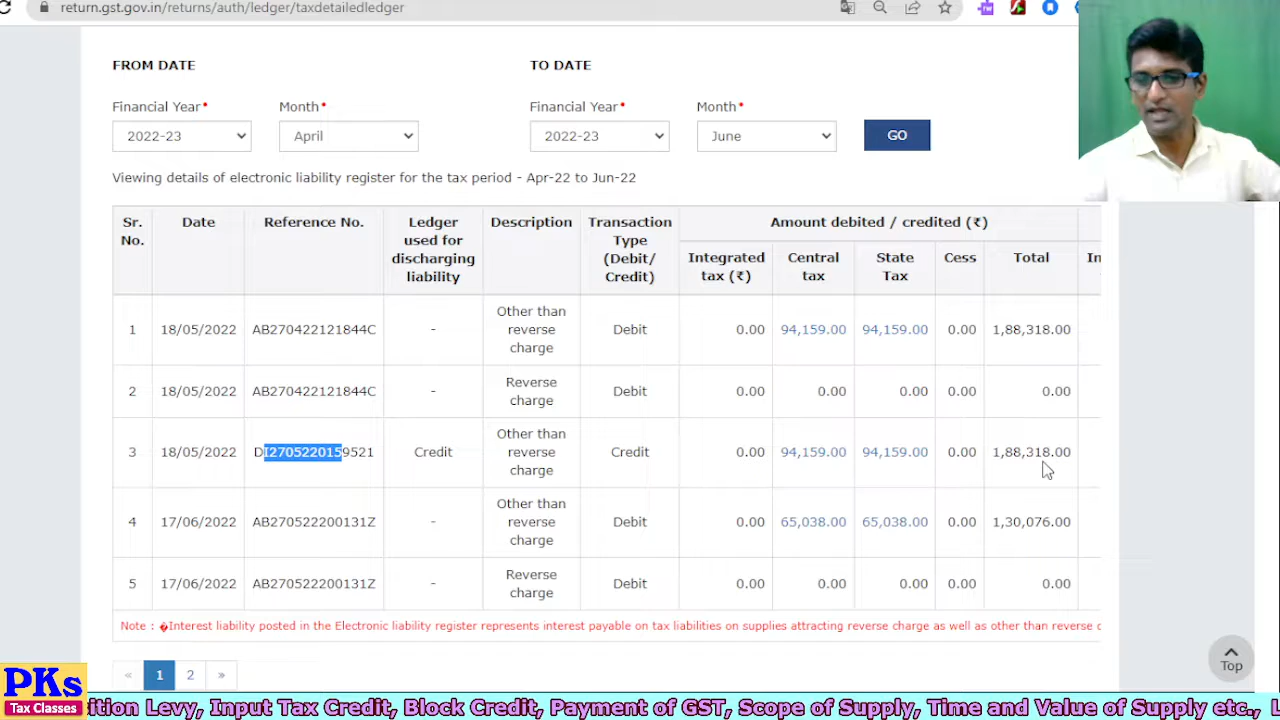 return.gst.gov.in/returns/auth/ledger/taxdetailedledger
FROM DATE
TO DATE
Financial Year*
Month*
Financial Year*
Month*
2022-23
April
2022-23
June
GO
Viewing details of electronic liability register for the tax period - Apr-22 to Jun-22
Sr. No.
Date
Reference No.
Ledger used for discharging liability
Description
Transaction Type (Debit/ Credit)
Amount debited / credited (₹)
Integrated tax (₹)
Central tax
State Tax
Cess
Total
In
1 18/05/2022 AB270422121844C - Other than reverse charge Debit 0.00 94,159.00 94,159.00 0.00 1,88,318.00
2 18/05/2022 AB270422121844C - Reverse charge Debit 0.00 0.00 0.00 0.00 0.00
3 18/05/2022 DI2705220159521 Credit Other than reverse charge Credit 0.00 94,159.00 94,159.00 0.00 1,88,318.00
4 17/06/2022 AB270522200131Z - Other than reverse charge Debit 0.00 65,038.00 65,038.00 0.00 1,30,076.00
5 17/06/2022 AB270522200131Z - Reverse charge Debit 0.00 0.00 0.00 0.00 0.00
Note : �Interest liability posted in the Electronic liability register represents interest payable on tax liabilities on supplies attracting reverse charge as well as other than reverse c
« 1 2 »
Top
PKs
Tax Classes
ition Levy, Input Tax Credit, Block Credit, Payment of GST, Scope of Supply, Time and Value of Supply etc., L